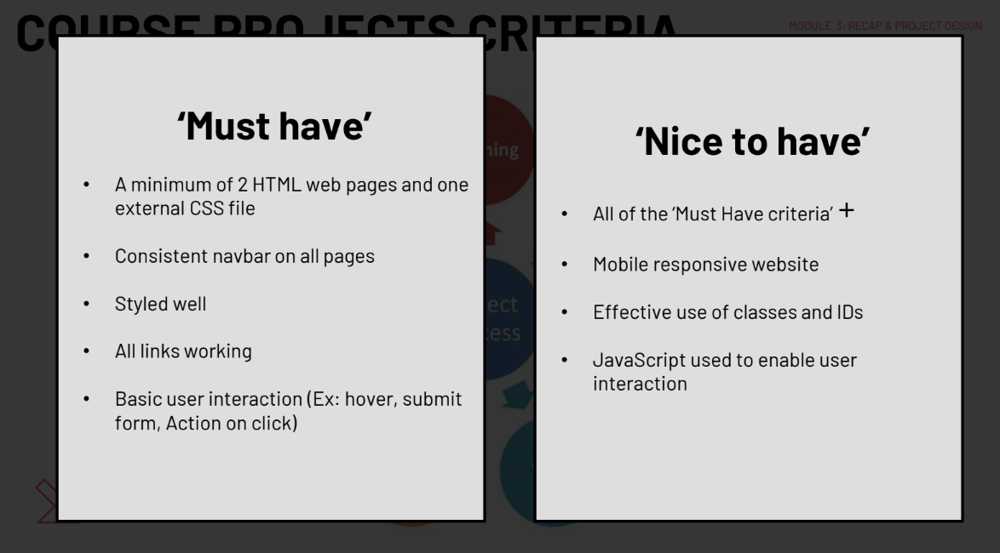 COURSE PROJECTS CRITERIA
MODULE 3: RECAP & PROJECT DESIGN
‘Must have’
• A minimum of 2 HTML web pages and one
external CSS file
• Consistent navbar on all pages
• Styled well
• All links working
• Basic user interaction (Ex: hover, submit
form, Action on click)
‘Nice to have’
• All of the ‘Must Have criteria’ +
• Mobile responsive website
• Effective use of classes and IDs
• JavaScript used to enable user
interaction